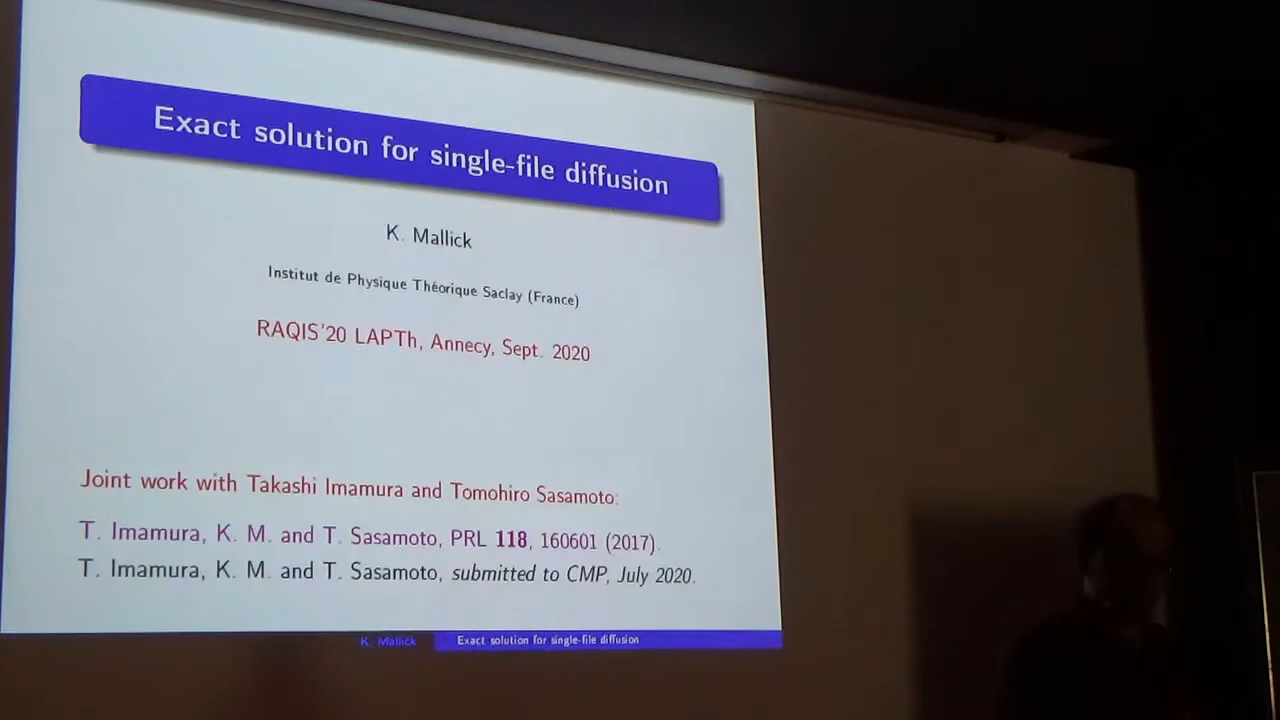 Exact solution for single-file diffusion
K. Mallick
Institut de Physique Théorique Saclay (France)
RAQIS'20 LAPTh, Annecy, Sept. 2020
Joint work with Takashi Imamura and Tomohiro Sasamoto:
T. Imamura, K. M. and T. Sasamoto, PRL 118, 160601 (2017).
T. Imamura, K. M. and T. Sasamoto, submitted to CMP, July 2020.
K. Mallick Exact solution for single-file diffusion